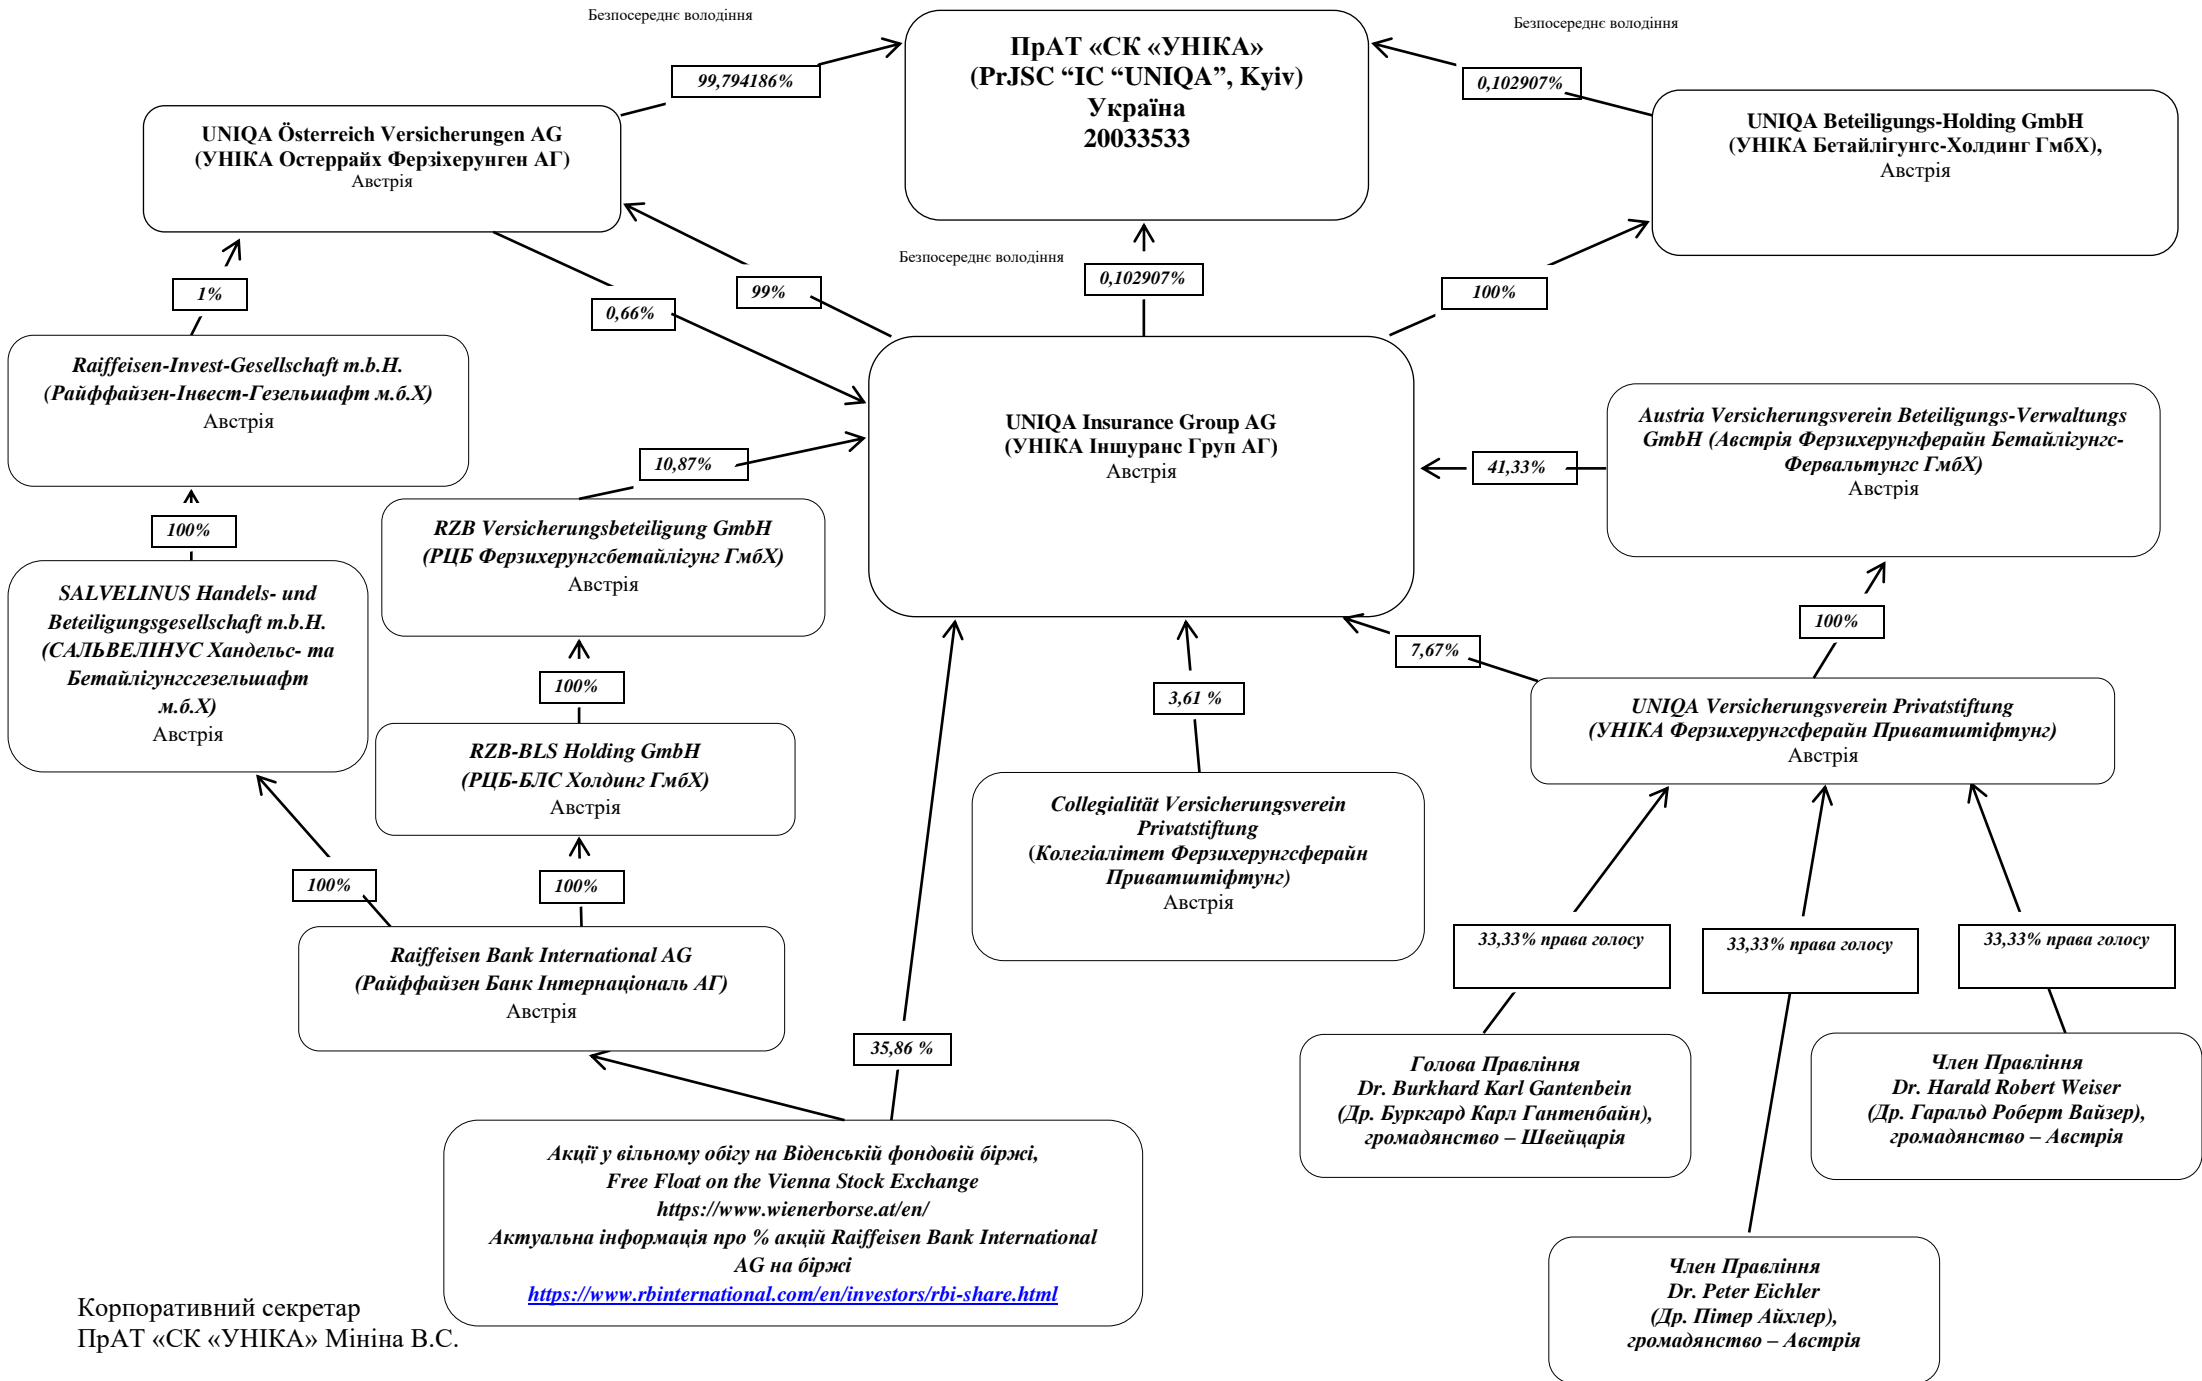 Безпосереднє володіння
Безпосереднє володіння
ПрАТ «СК «УНІКА»
(PrJSC “IC “UNIQA”, Kyiv)
Україна
20033533
99,794186%
0,102907%
UNIQA Österreich Versicherungen AG
(УНІКА Остеррайх Ферзіхерунген АГ)
Австрія
UNIQA Beteiligungs-Holding GmbH
(УНІКА Бетайлігунгс-Холдинг ГмбХ),
Австрія
Безпосереднє володіння
0,102907%
1%
99%
0,66%
100%
Raiffeisen-Invest-Gesellschaft m.b.H.
(Райффайзен-Інвест-Гезельшафт м.б.Х)
Австрія
UNIQA Insurance Group AG
(УНІКА Іншуранс Груп АГ)
Австрія
Austria Versicherungsverein Beteiligungs-Verwaltungs
GmbH (Австрія Ферзихерунгферайн Бетайлігунгс-
Фервальтунгс ГмбХ)
Австрія
10,87%
41,33%
100%
RZB Versicherungsbeteiligung GmbH
(РЦБ Ферзихерунгсбетайлігунг ГмбХ)
Австрія
SALVELINUS Handels- und
Beteiligungsgesellschaft m.b.H.
(САЛЬВЕЛІНУС Хандельс- та
Бетайлігунгсгезельшафт
м.б.Х)
Австрія
100%
7,67%
100%
3,61 %
UNIQA Versicherungsverein Privatstiftung
(УНІКА Ферзихерунгсферайн Приватштіфтунг)
Австрія
RZB-BLS Holding GmbH
(РЦБ-БЛС Холдинг ГмбХ)
Австрія
Collegialität Versicherungsverein
Privatstiftung
(Колегіалітет Ферзихерунгсферайн
Приватштіфтунг)
Австрія
100%
100%
33,33% права голосу
33,33% права голосу
33,33% права голосу
Raiffeisen Bank International AG
(Райффайзен Банк Інтернаціональ АГ)
Австрія
35,86 %
Голова Правління
Dr. Burkhard Karl Gantenbein
(Др. Буркгард Карл Гантенбайн),
громадянство – Швейцарія
Член Правління
Dr. Harald Robert Weiser
(Др. Гаральд Роберт Вайзер),
громадянство – Австрія
Акції у вільному обігу на Віденській фондовій біржі,
Free Float on the Vienna Stock Exchange
https://www.wienerborse.at/en/
Актуальна інформація про % акцій Raiffeisen Bank International
AG на біржі
https://www.rbinternational.com/en/investors/rbi-share.html
Член Правління
Dr. Peter Eichler
(Др. Пітер Айхлер),
громадянство – Австрія
Корпоративний секретар
ПрАТ «СК «УНІКА» Мініна В.С.